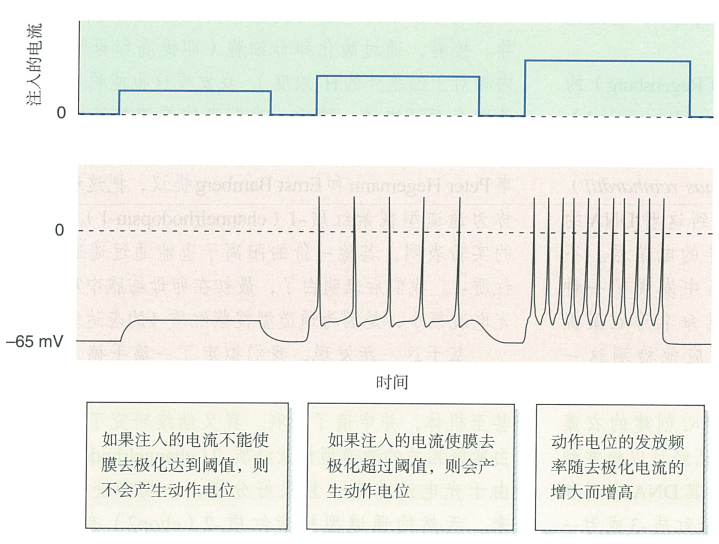 注入的电流
0
0
–65 mV
时间
如果注入的电流不能使
膜去极化达到阈值，则
不会产生动作电位
如果注入的电流使膜去
极化超过阈值，则会产
生动作电位
动作电位的发放频
率随去极化电流的
增大而增高